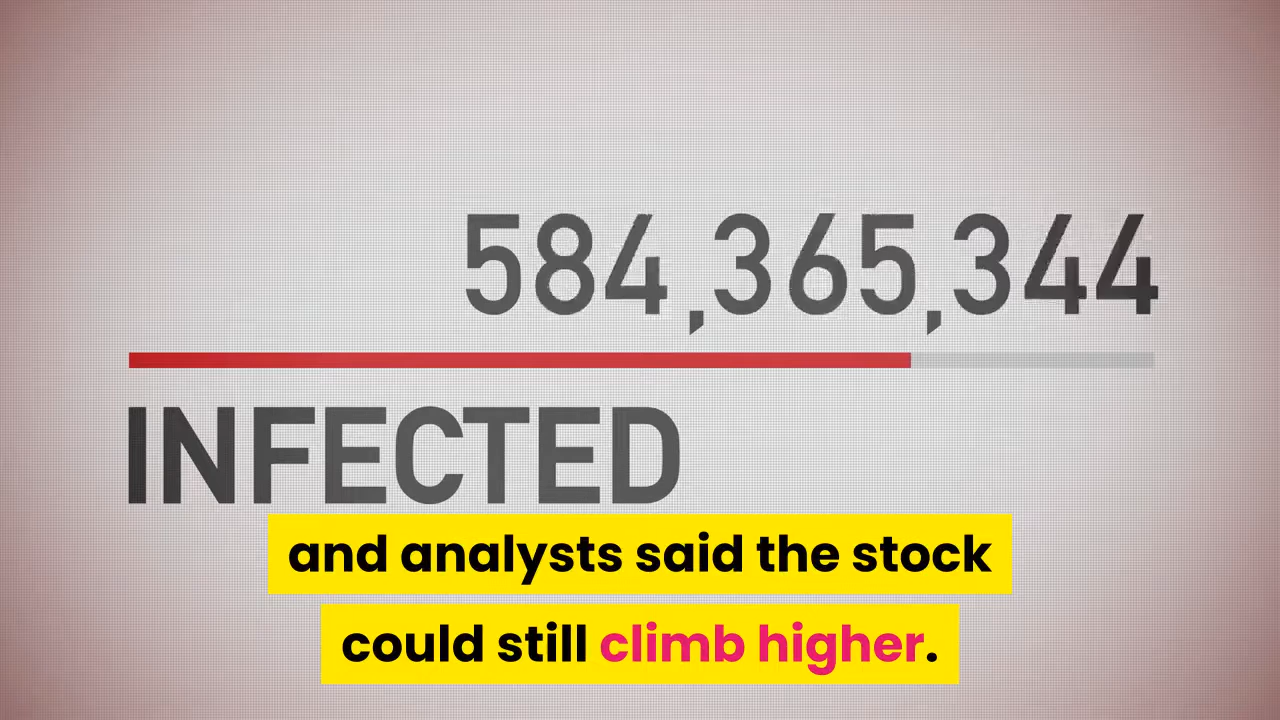 584,365,344
INFECTED
and analysts said the stock
could still climb higher.